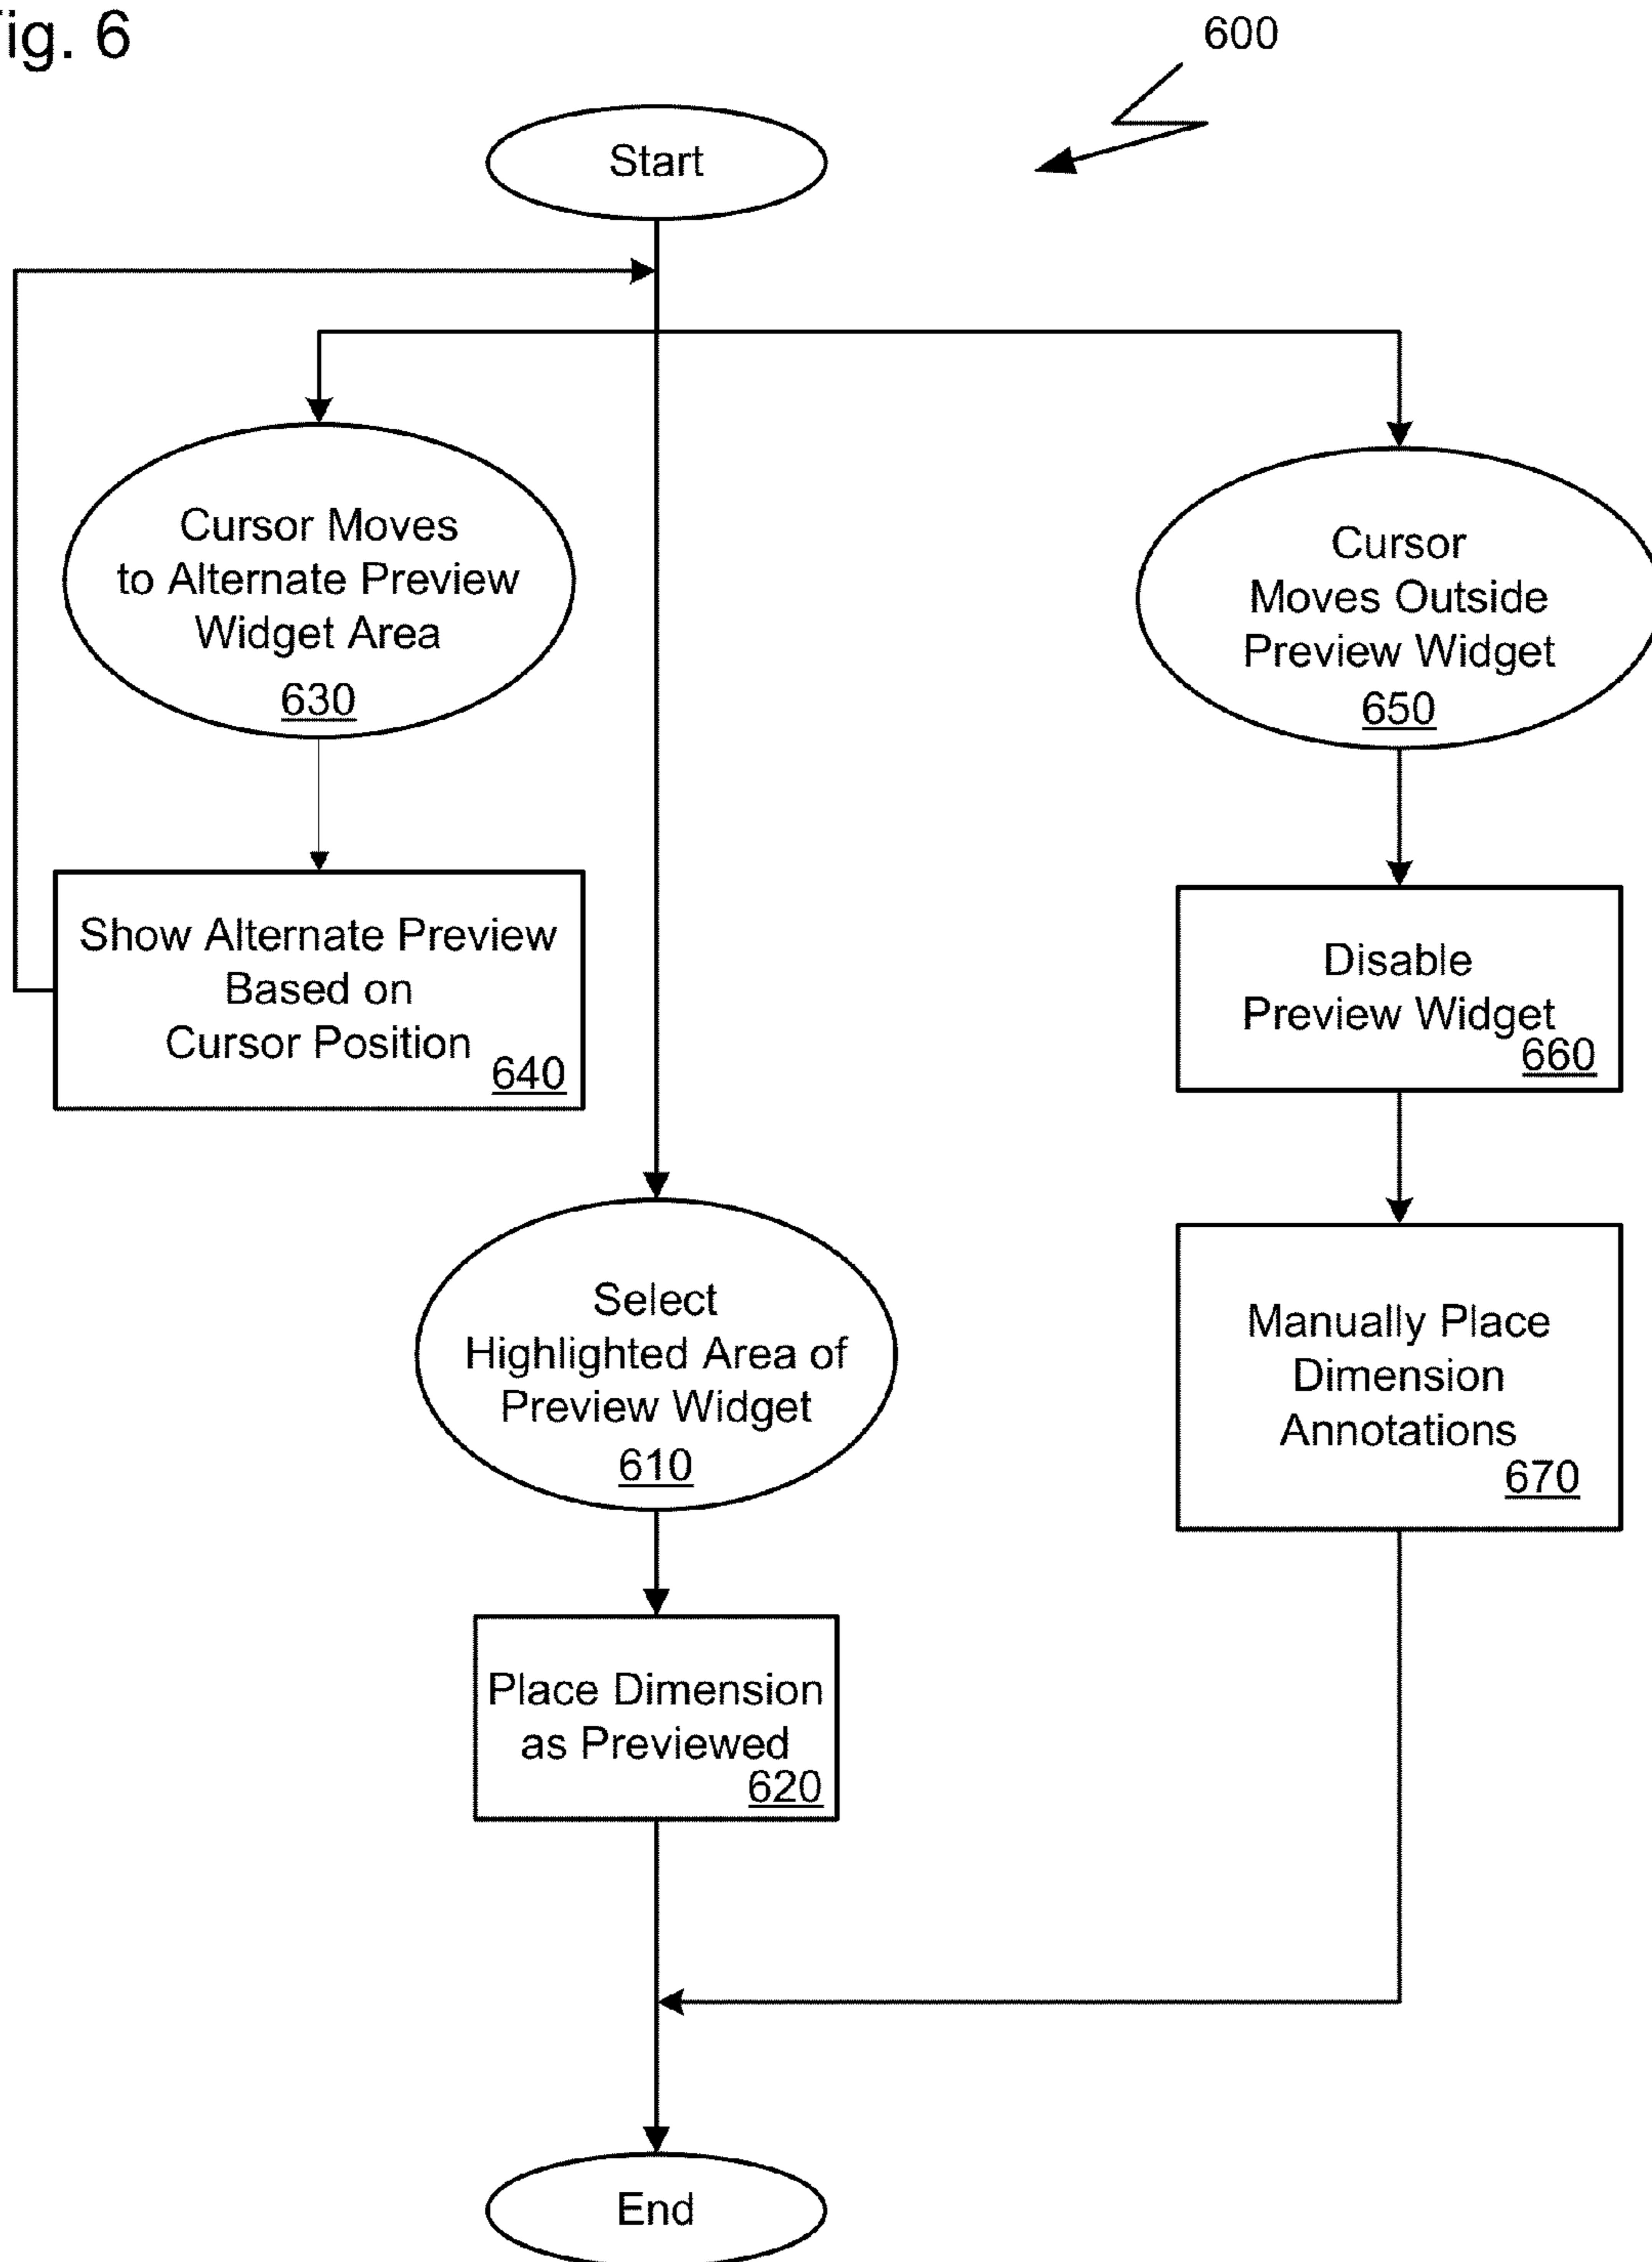 ig. 6
600
Start
Cursor Moves
to Alternate Preview
Widget Area
630
Cursor
Moves Outside
Preview Widget
650
Show Alternate Preview
Based on
Cursor Position
640
Disable
Preview Widget
660
Select
Highlighted Area of
Preview Widget
610
Manually Place
Dimension
Annotations
670
Place Dimension
as Previewed
620
End